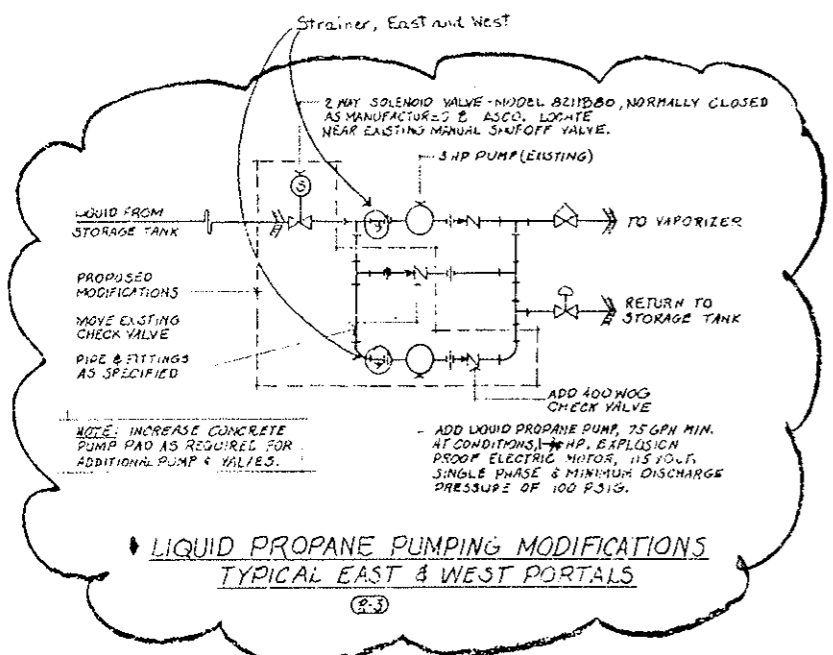 Strainer, East and West
2 WAY SOLENOID VALVE - MODEL 8211B80, NORMALLY CLOSED
AS MANUFACTURED BY ASCO. LOCATE
NEAR EXISTING MANUAL SHUTOFF VALVE.
HP PUMP (EXISTING)
S
LIQUID FROM
STORAGE TANK
TO VAPORIZER
PROPOSED
MODIFICATIONS
RETURN TO
STORAGE TANK
MOVE EXISTING
CHECK VALVE
PIPE & FITTINGS
AS SPECIFIED
ADD 400 WOG
CHECK VALVE
NOTE: INCREASE CONCRETE
PUMP PAD AS REQUIRED FOR
ADDITIONAL PUMP & VALVES.
ADD LIQUID PROPANE PUMP, 75 GPH MIN.
AT CONDITIONS, HP. EXPLOSION
PROOF ELECTRIC MOTOR, 115 VOLT,
SINGLE PHASE & MINIMUM DISCHARGE
PRESSURE OF 100 PSIG.
LIQUID PROPANE PUMPING MODIFICATIONS
TYPICAL EAST & WEST PORTALS